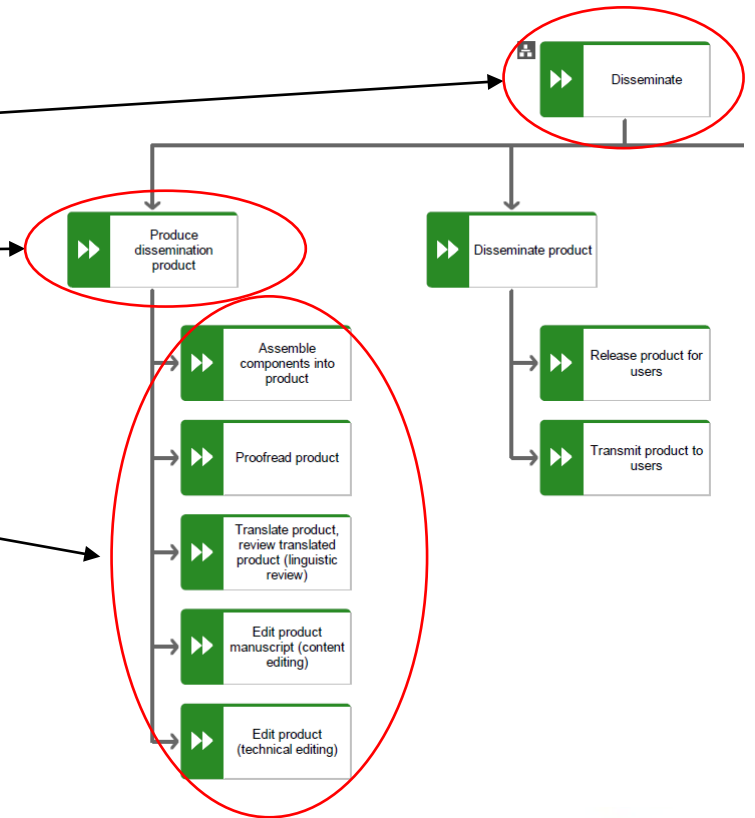 Disseminate
Produce
dissemination
product
Disseminate product
Assemble
components into
product
Release product for
users
Proofread product
Transmit product to
users
Translate product,
review translated
product (linguistic
review)
Edit product
manuscript (content
editing)
Edit product
(technical editing)